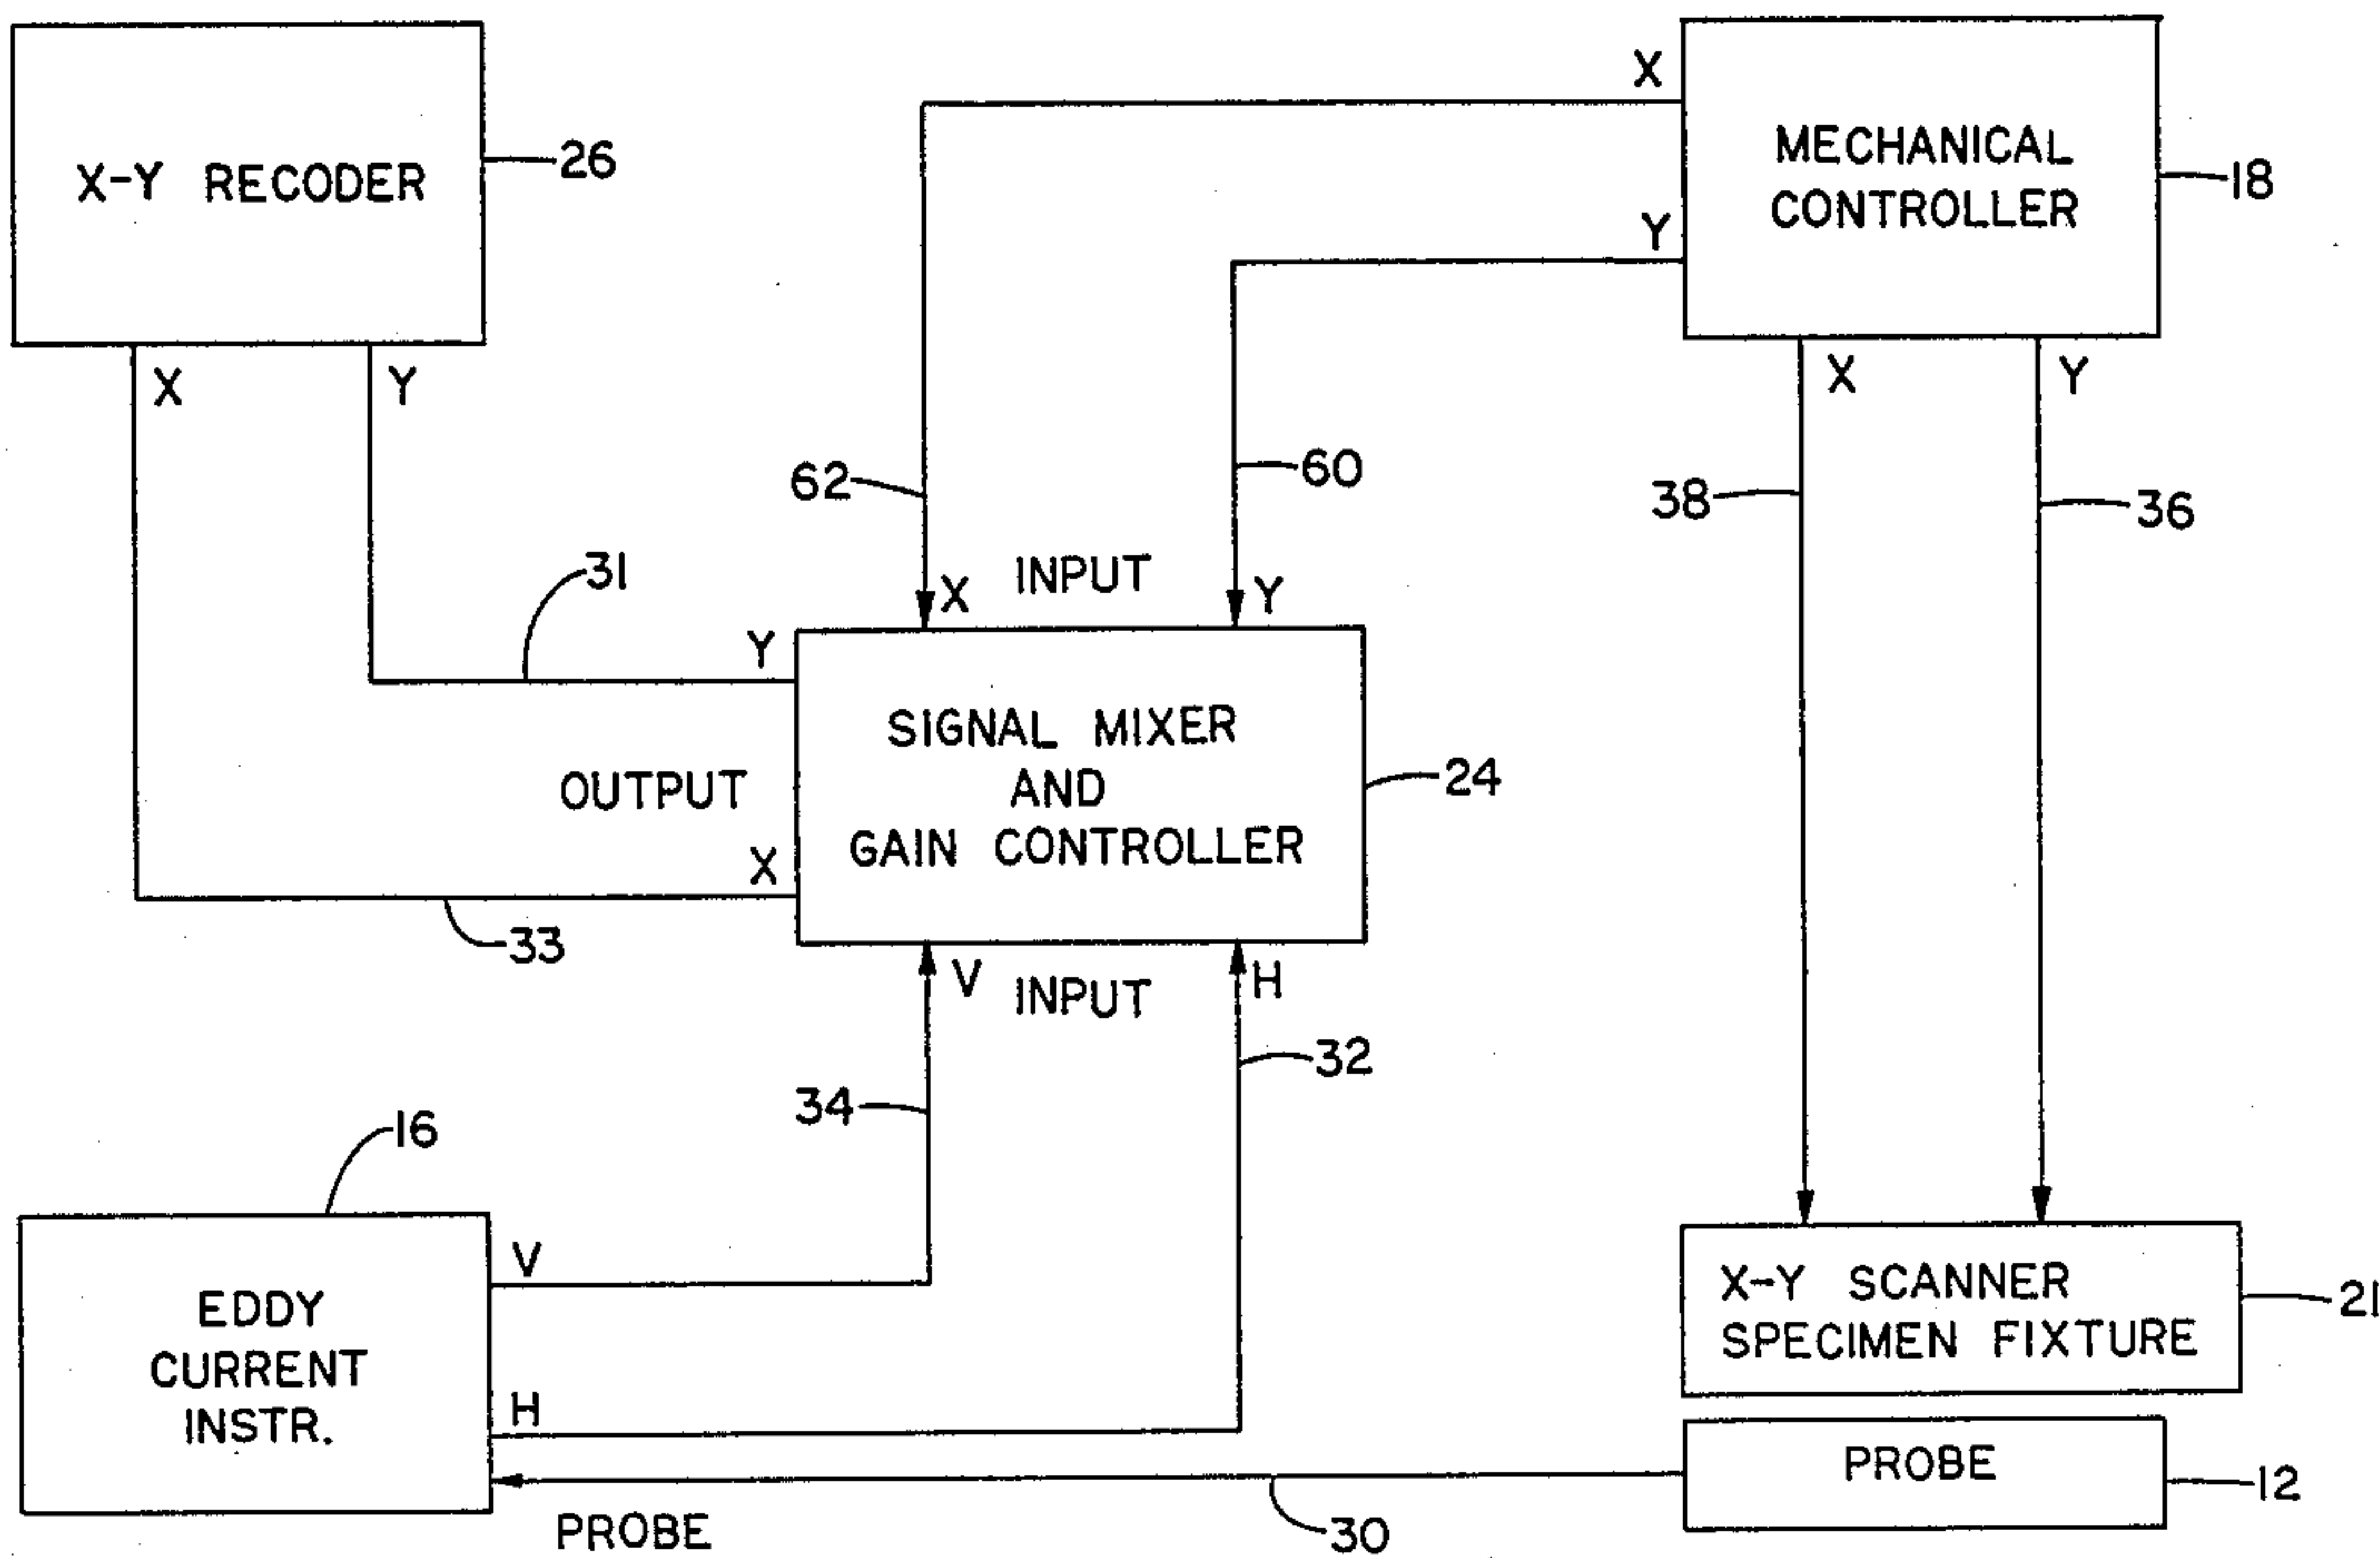 X-Y RECODER
26
X
Y
X
Y
MECHANICAL
CONTROLLER
18
X
Y
62
60
38
36
31
X
INPUT
Y
Y
OUTPUT
X
SIGNAL MIXER
AND
GAIN CONTROLLER
24
33
V
INPUT
H
34
32
16
EDDY
CURRENT
INSTR.
V
H
PROBE
30
X-Y SCANNER
SPECIMEN FIXTURE
21
PROBE
12